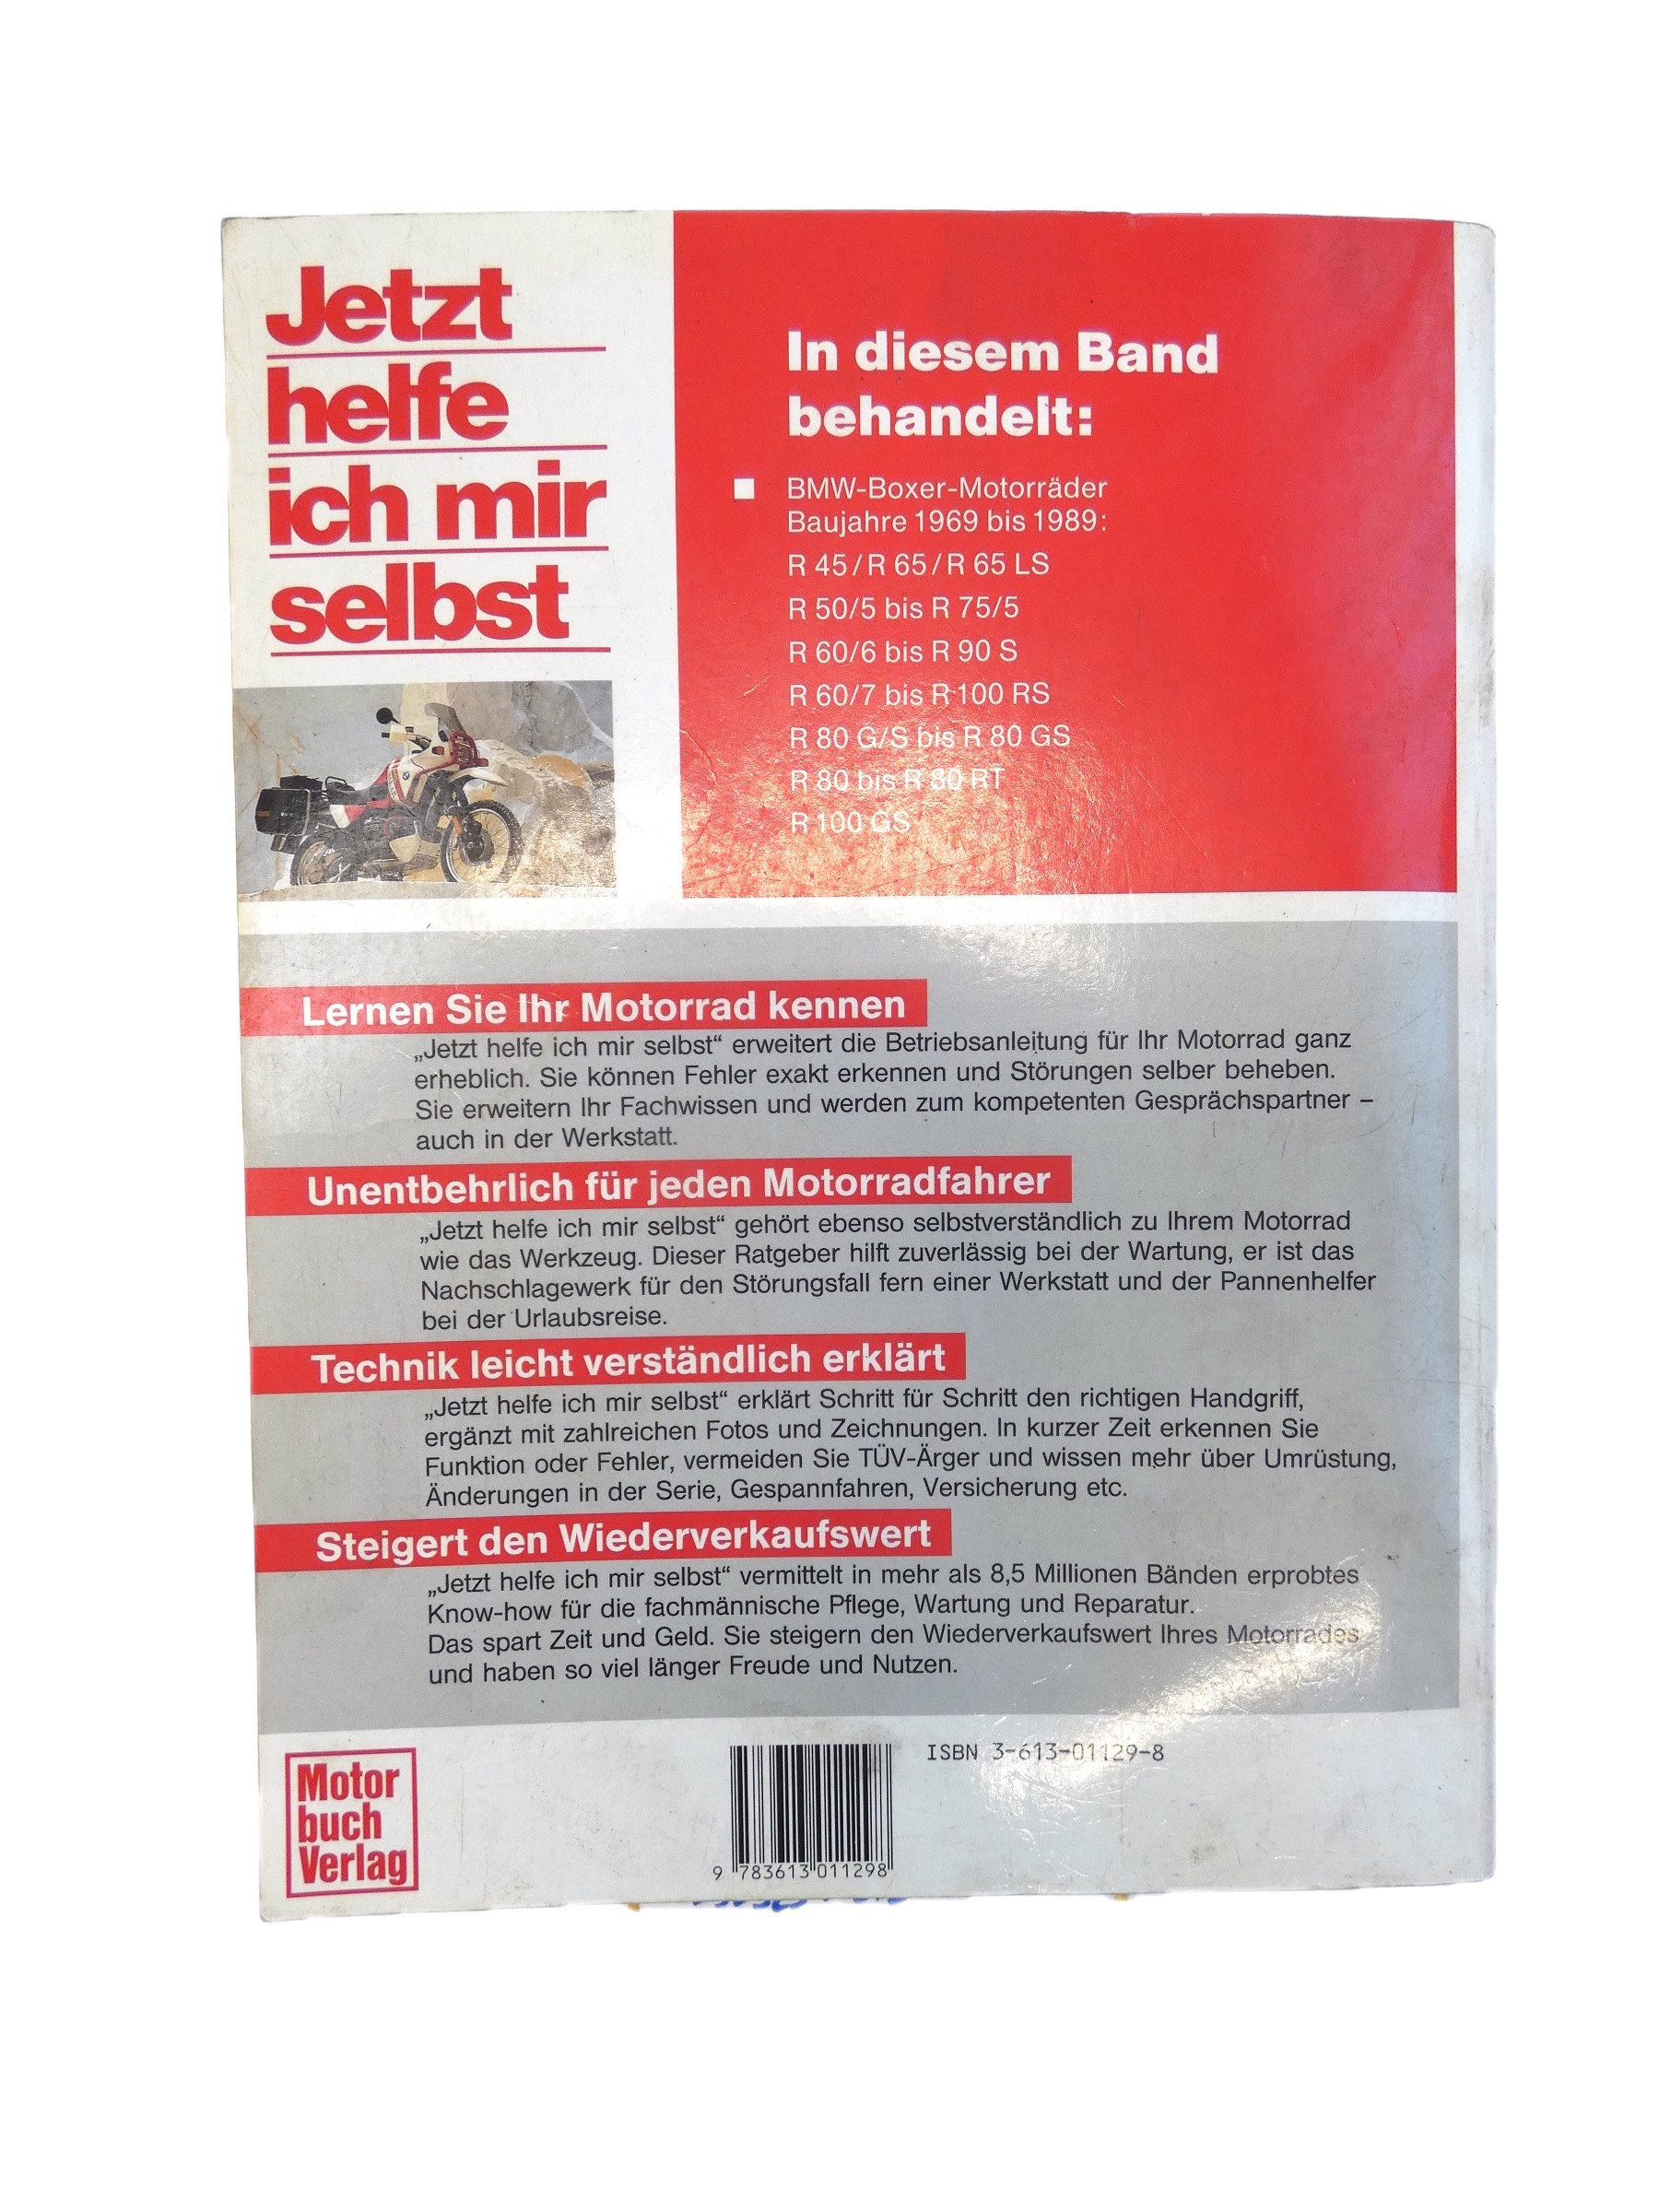 Jetzt
helfe
ich mir
selbst
In diesem Band
behandelt:
BMW-Boxer-Motorräder
Baujahre 1969 bis 1989:
R 45/R 65/R 65 LS
R 50/5 bis R 75/5
R 60/6 bis R 90 S
R 60/7 bis R 100 RS
R 80 G/S bis R 80 GS
R 80 bis R 80 RT
R 100 GS
Lernen Sie Ihr Motorrad kennen
„Jetzt helfe ich mir selbst“ erweitert die Betriebsanleitung für Ihr Motorrad ganz
erheblich. Sie können Fehler exakt erkennen und Störungen selber beheben.
Sie erweitern Ihr Fachwissen und werden zum kompetenten Gesprächspartner –
auch in der Werkstatt.
Unentbehrlich für jeden Motorradfahrer
„Jetzt helfe ich mir selbst“ gehört ebenso selbstverständlich zu Ihrem Motorrad
wie das Werkzeug. Dieser Ratgeber hilft zuverlässig bei der Wartung, er ist das
Nachschlagewerk für den Störungsfall fern einer Werkstatt und der Pannenhelfer
bei der Urlaubsreise.
Technik leicht verständlich erklärt
„Jetzt helfe ich mir selbst“ erklärt Schritt für Schritt den richtigen Handgriff,
ergänzt mit zahlreichen Fotos und Zeichnungen. In kurzer Zeit erkennen Sie
Funktion oder Fehler, vermeiden Sie TÜV-Ärger und wissen mehr über Umrüstung,
Änderungen in der Serie, Gespannfahren, Versicherung etc.
Steigert den Wiederverkaufswert
„Jetzt helfe ich mir selbst“ vermittelt in mehr als 8,5 Millionen Bänden erprobtes
Know-how für die fachmännische Pflege, Wartung und Reparatur.
Das spart Zeit und Geld. Sie steigern den Wiederverkaufswert Ihres Motorrades
und haben so viel länger Freude und Nutzen.
Motor
buch
Verlag
ISBN 3-613-01129-8
9 783613 011298